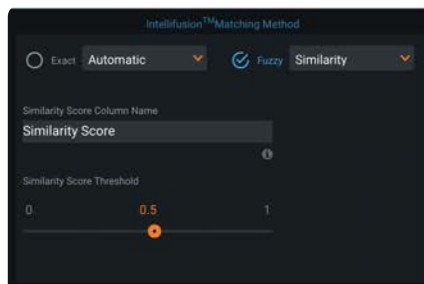 Intellifusion™Matching Method
Exact Automatic Fuzzy Similarity
Similarity Score Column Name
Similarity Score
Similarity Score Threshold
0 0.5 1